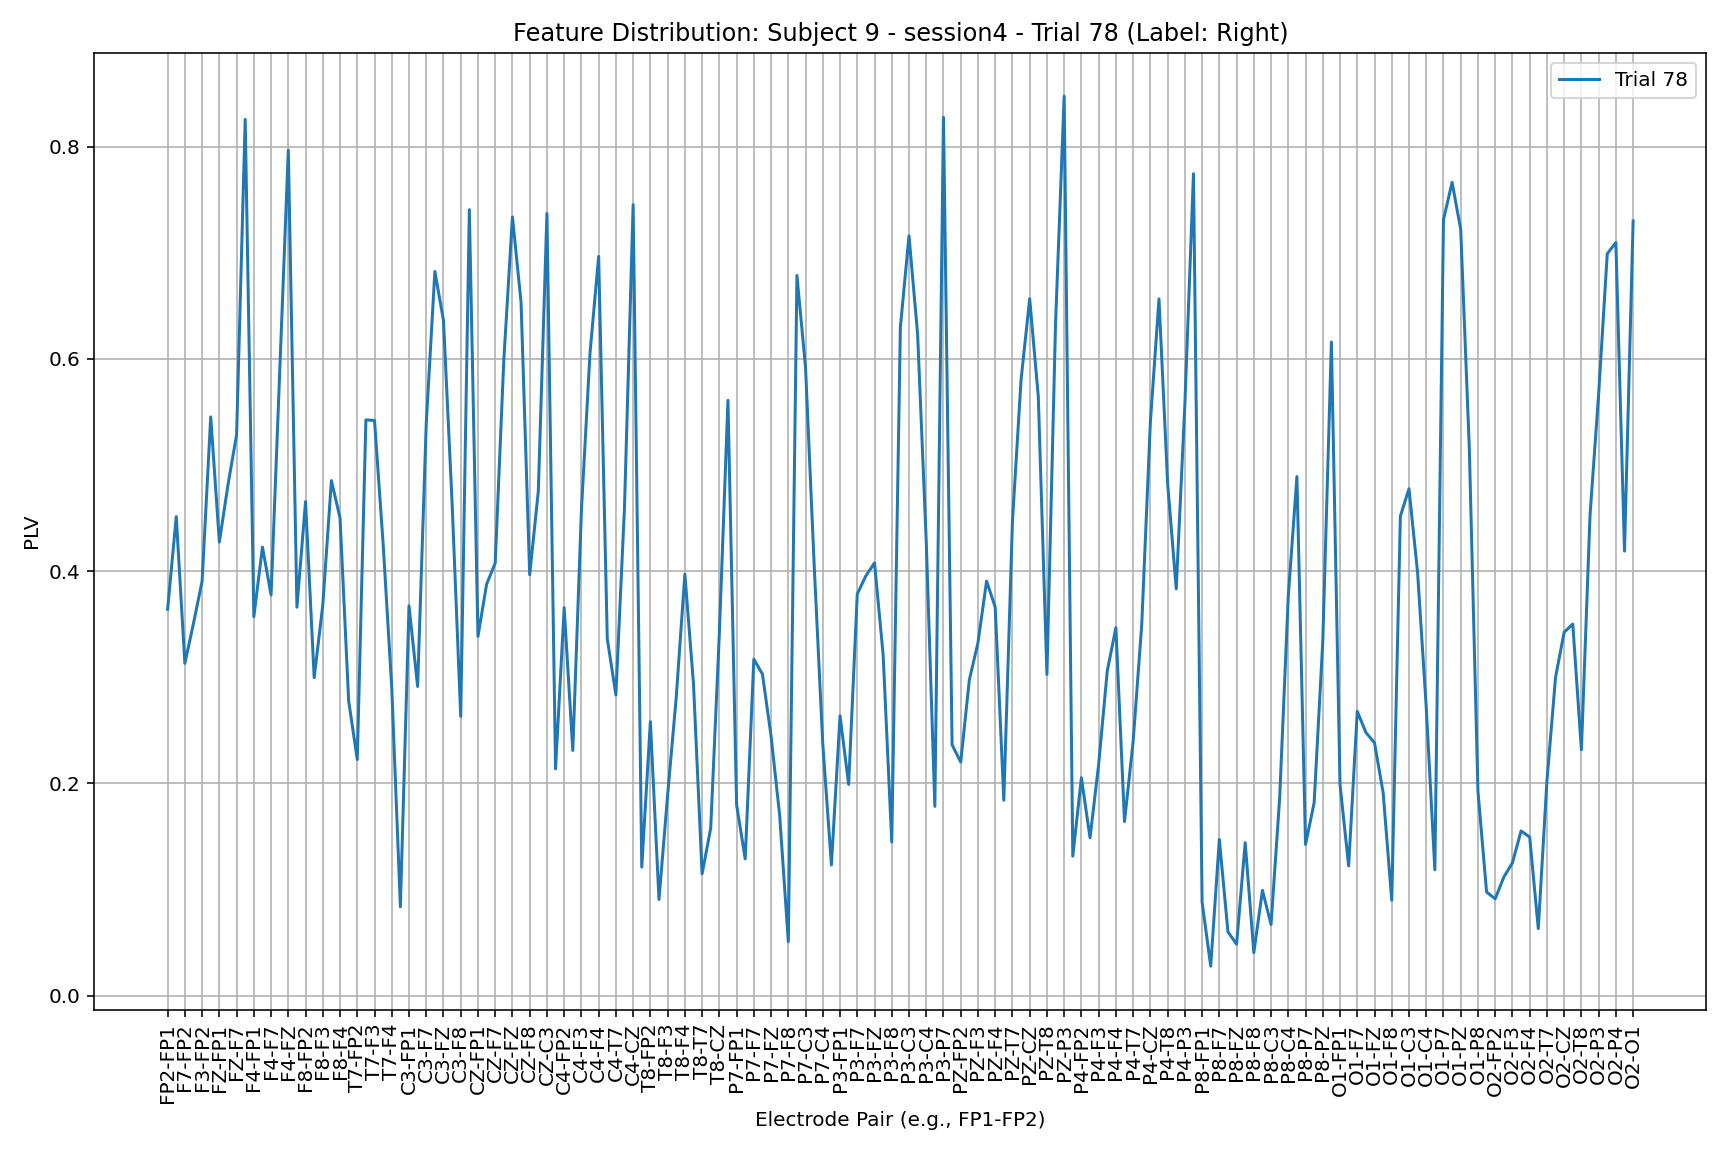 Feature Distribution: Subject 9 - session4 - Trial 78 (Label: Right)
Trial 78
PLV
0.8
0.6
0.4
0.2
0.0
FP2-FP1
F7-FP2
F3-FP2
FZ-FP1
FZ-F7
F4-FP1
F4-F7
F4-FZ
F8-FP2
F8-F3
F8-F4
T7-FP2
T7-F3
T7-F4
C3-FP1
C3-F7
C3-FZ
C3-F8
CZ-FP1
CZ-F7
CZ-FZ
CZ-F8
CZ-C3
C4-FP2
C4-F3
C4-F4
C4-T7
C4-CZ
T8-FP2
T8-F3
T8-F4
T8-T7
T8-CZ
P7-FP1
P7-F7
P7-FZ
P7-F8
P7-C3
P7-C4
P3-FP1
P3-F7
P3-FZ
P3-F8
P3-C3
P3-C4
P3-P7
PZ-FP2
PZ-F3
PZ-F4
PZ-T7
PZ-CZ
PZ-T8
PZ-P3
P4-FP2
P4-F3
P4-F4
P4-T7
P4-CZ
P4-T8
P4-P3
P8-FP1
P8-F7
P8-FZ
P8-F8
P8-C3
P8-C4
P8-P7
P8-PZ
O1-FP1
O1-F7
O1-FZ
O1-F8
O1-C3
O1-C4
O1-P7
O1-PZ
O1-P8
O2-FP2
O2-F3
O2-F4
O2-T7
O2-CZ
O2-T8
O2-P3
O2-P4
O2-O1
Electrode Pair (e.g., FP1-FP2)